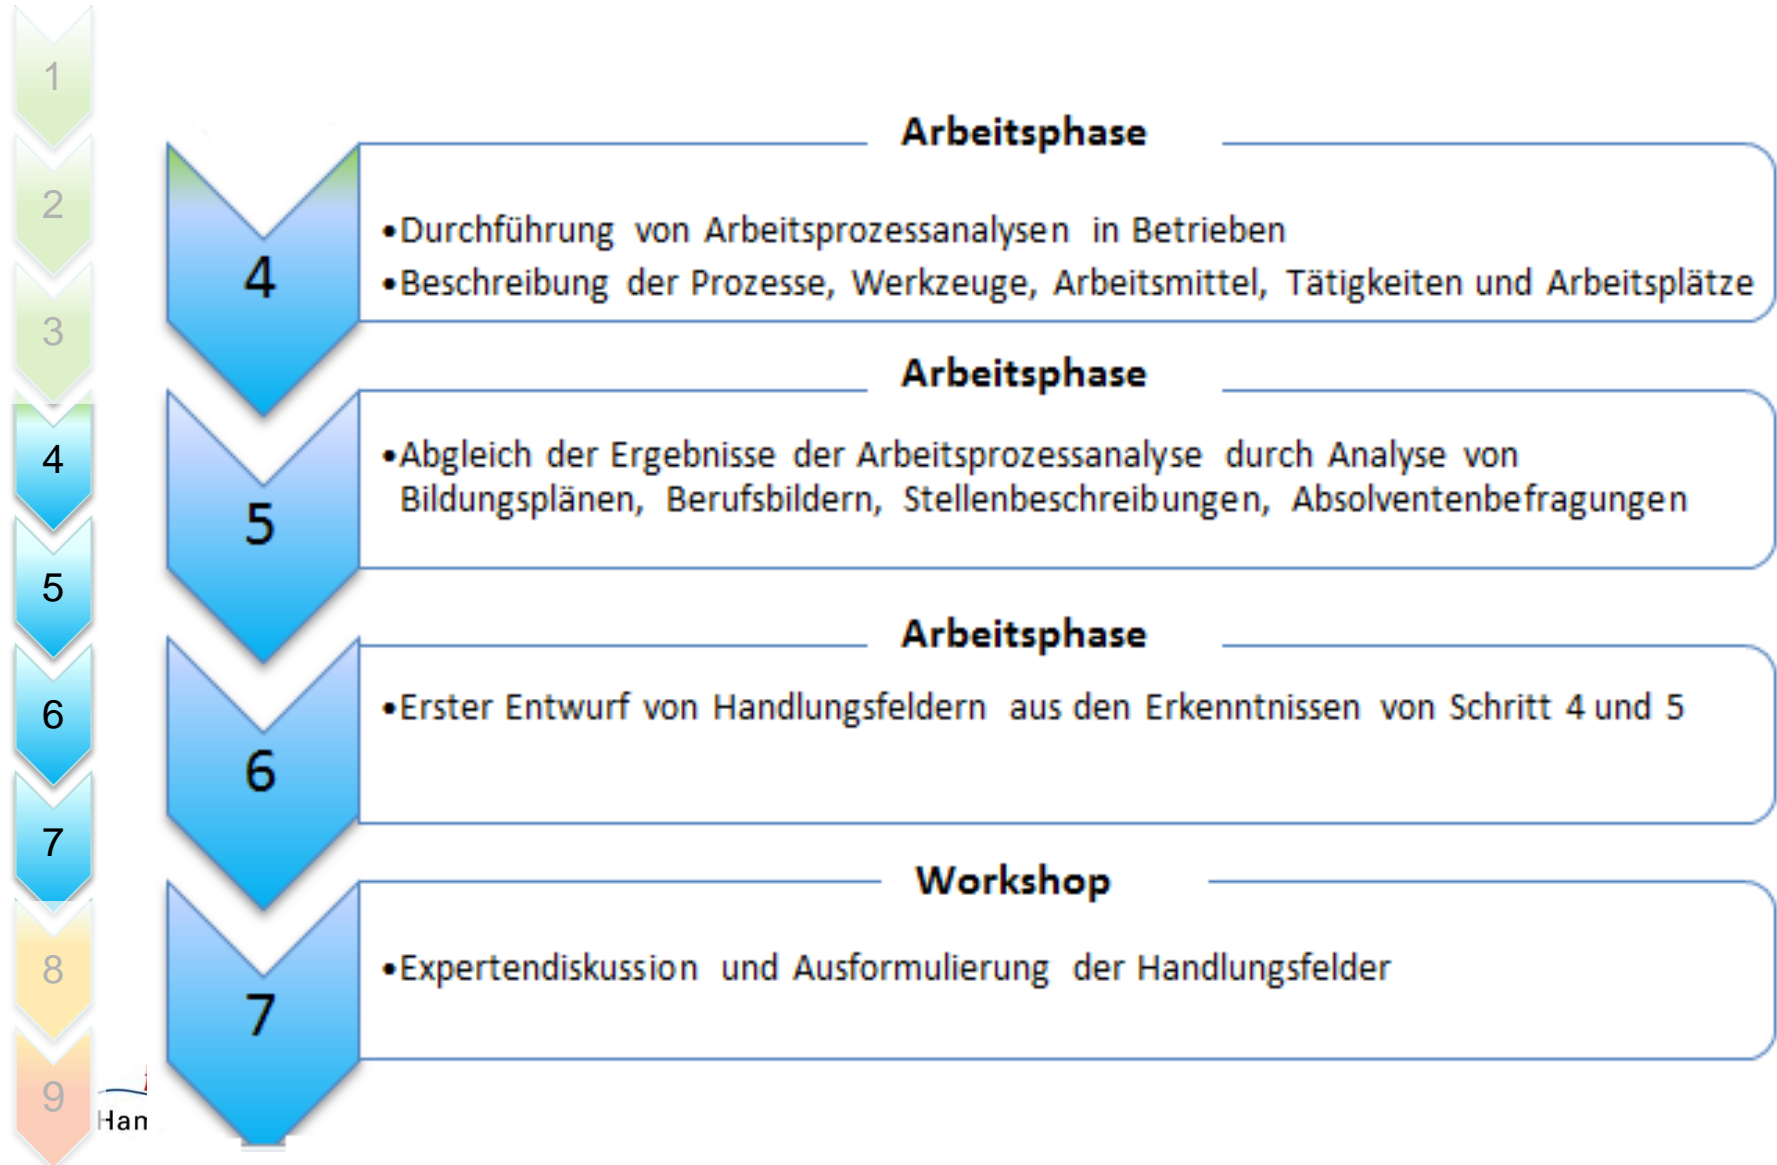 1
2
3
4
5
6
7
8
9
Arbeitsphase
4
•Durchführung von Arbeitsprozessanalysen in Betrieben
•Beschreibung der Prozesse, Werkzeuge, Arbeitsmittel, Tätigkeiten und Arbeitsplätze
Arbeitsphase
5
•Abgleich der Ergebnisse der Arbeitsprozessanalyse durch Analyse von
Bildungsplänen, Berufsbildern, Stellenbeschreibungen, Absolventenbefragungen
Arbeitsphase
6
•Erster Entwurf von Handlungsfeldern aus den Erkenntnissen von Schritt 4 und 5
Workshop
7
•Expertendiskussion und Ausformulierung der Handlungsfelder
Ham